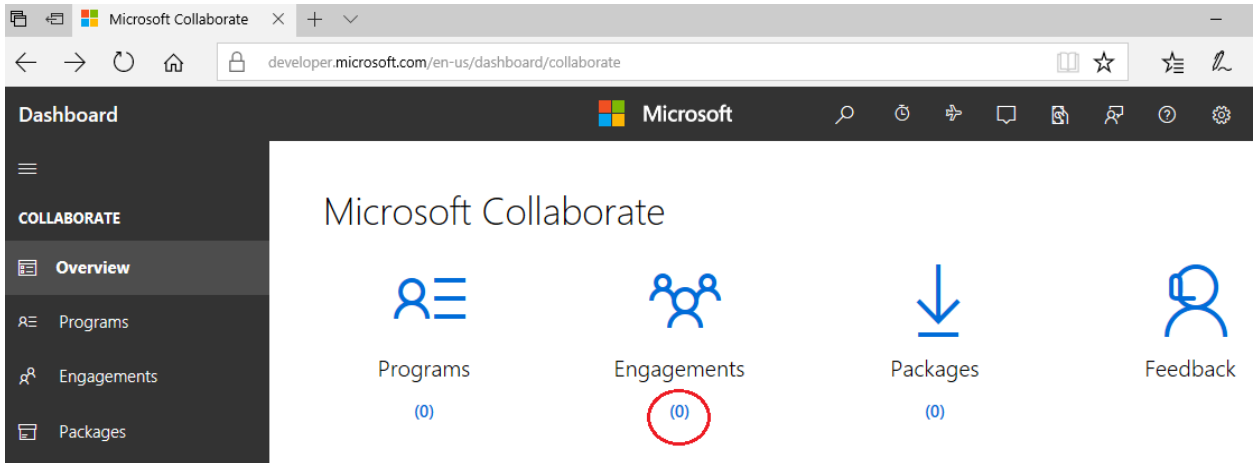 Microsoft Collaborate
developer.microsoft.com/en-us/dashboard/collaborate
Dashboard
Microsoft
COLLABORATE
Overview
Programs
Engagements
Packages
Microsoft Collaborate
Programs
Engagements
Packages
Feedback
(0)
(0)
(0)